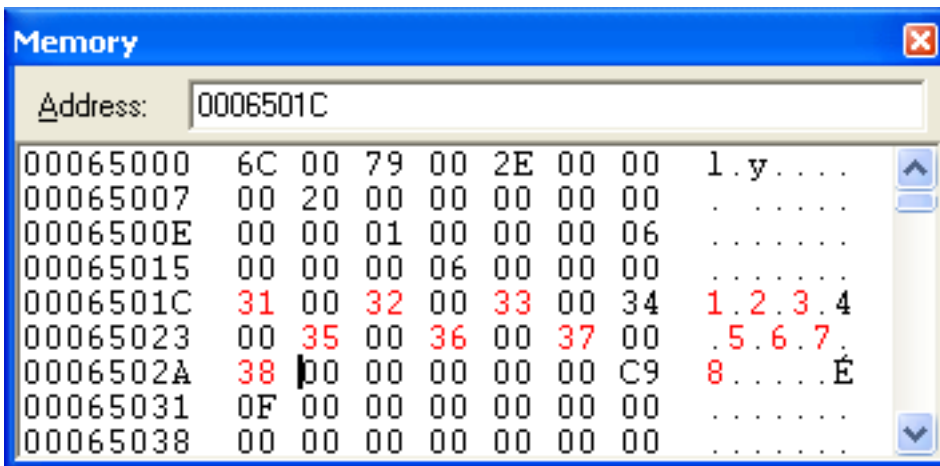 Memory
Address: 0006501C
00065000 6C 00 79 00 2E 00 00 l.y....
00065007 00 20 00 00 00 00 00 . .....
0006500E 00 00 01 00 00 00 06 .......
00065015 00 00 00 06 00 00 00 .......
0006501C 31 00 32 00 33 00 34 1.2.3.4
00065023 00 35 00 36 00 37 00 .5.6.7.
0006502A 38 00 00 00 00 00 C9 8.....É
00065031 0F 00 00 00 00 00 00 .......
00065038 00 00 00 00 00 00 00 .......